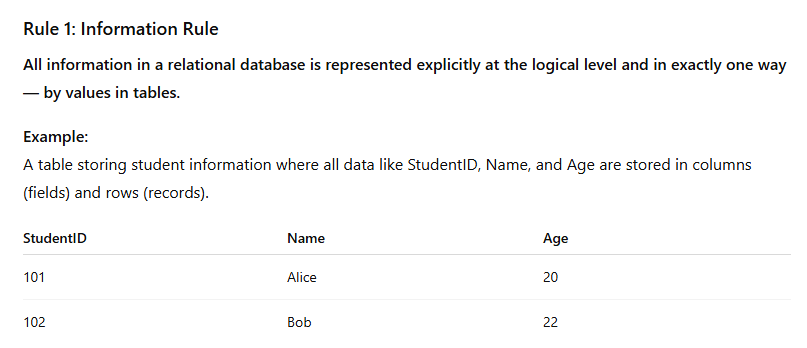 Rule 1: Information Rule
All information in a relational database is represented explicitly at the logical level and in exactly one way
— by values in tables.
Example:
A table storing student information where all data like StudentID, Name, and Age are stored in columns
(fields) and rows (records).
StudentID Name Age
101 Alice 20
102 Bob 22